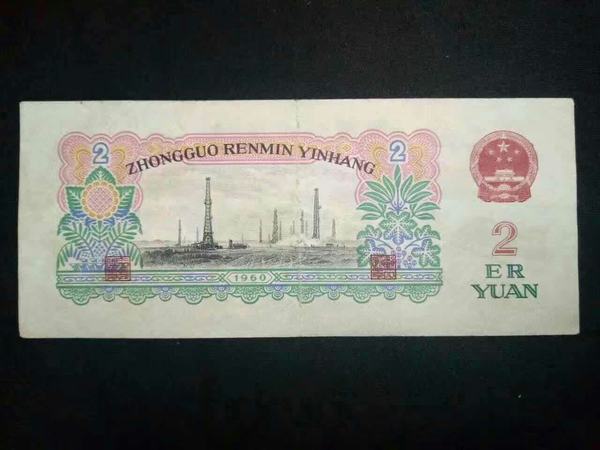 2
ZHONGGUO RENMIN YINHANG
2
1960
2
ER
YUAN